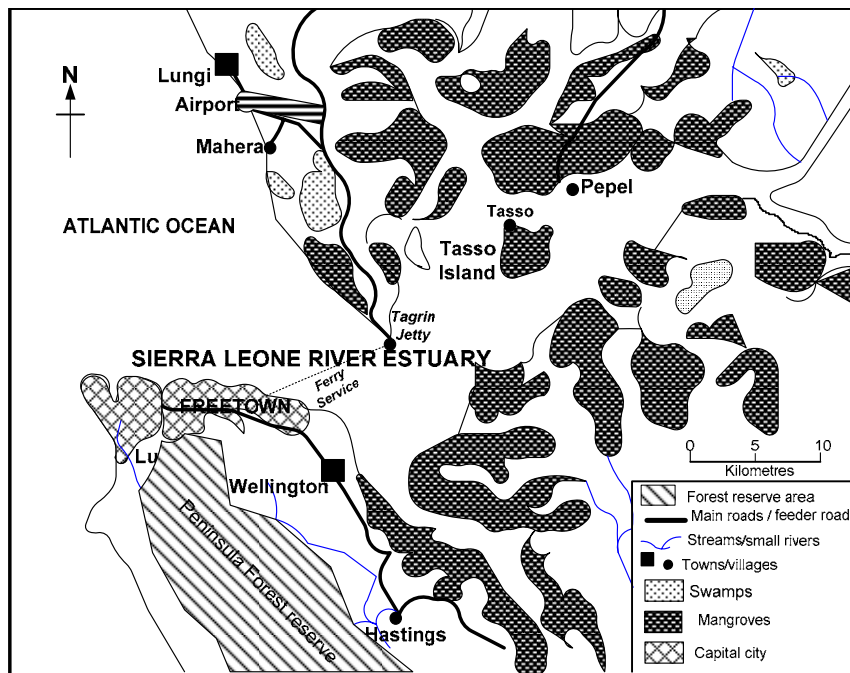 N
Lungi
Airport
Mahera
ATLANTIC OCEAN
Pepel
Tasso
Tasso
Island
Tagrin
Jetty
SIERRA LEONE RIVER ESTUARY
Ferry
Service
FREETOWN
Lu
Wellington
Peninsula Forest reserve
Hastings
0 5 10
Kilometres
Forest reserve area
Main roads / feeder road
Streams/small rivers
Towns/villages
Swamps
Mangroves
Capital city